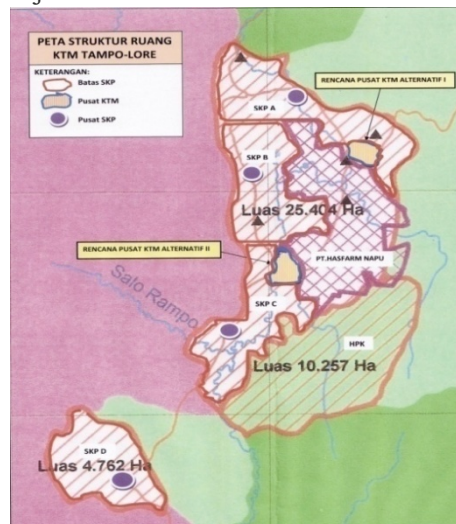 PETA STRUKTUR RUANG
KTM TAMPO-LORE
KETERANGAN:
Batas SKP
Pusat KTM
Pusat SKP
RENCANA PUSAT KTM ALTERNATIF I
SKP A
SKP B
Luas 25.404 Ha
RENCANA PUSAT KTM ALTERNATIF II
PT.HASFARM NAPU
Salo Rampo
SKP C
HPK
Luas 10.257 Ha
SKP D
Luas 4.762 Ha